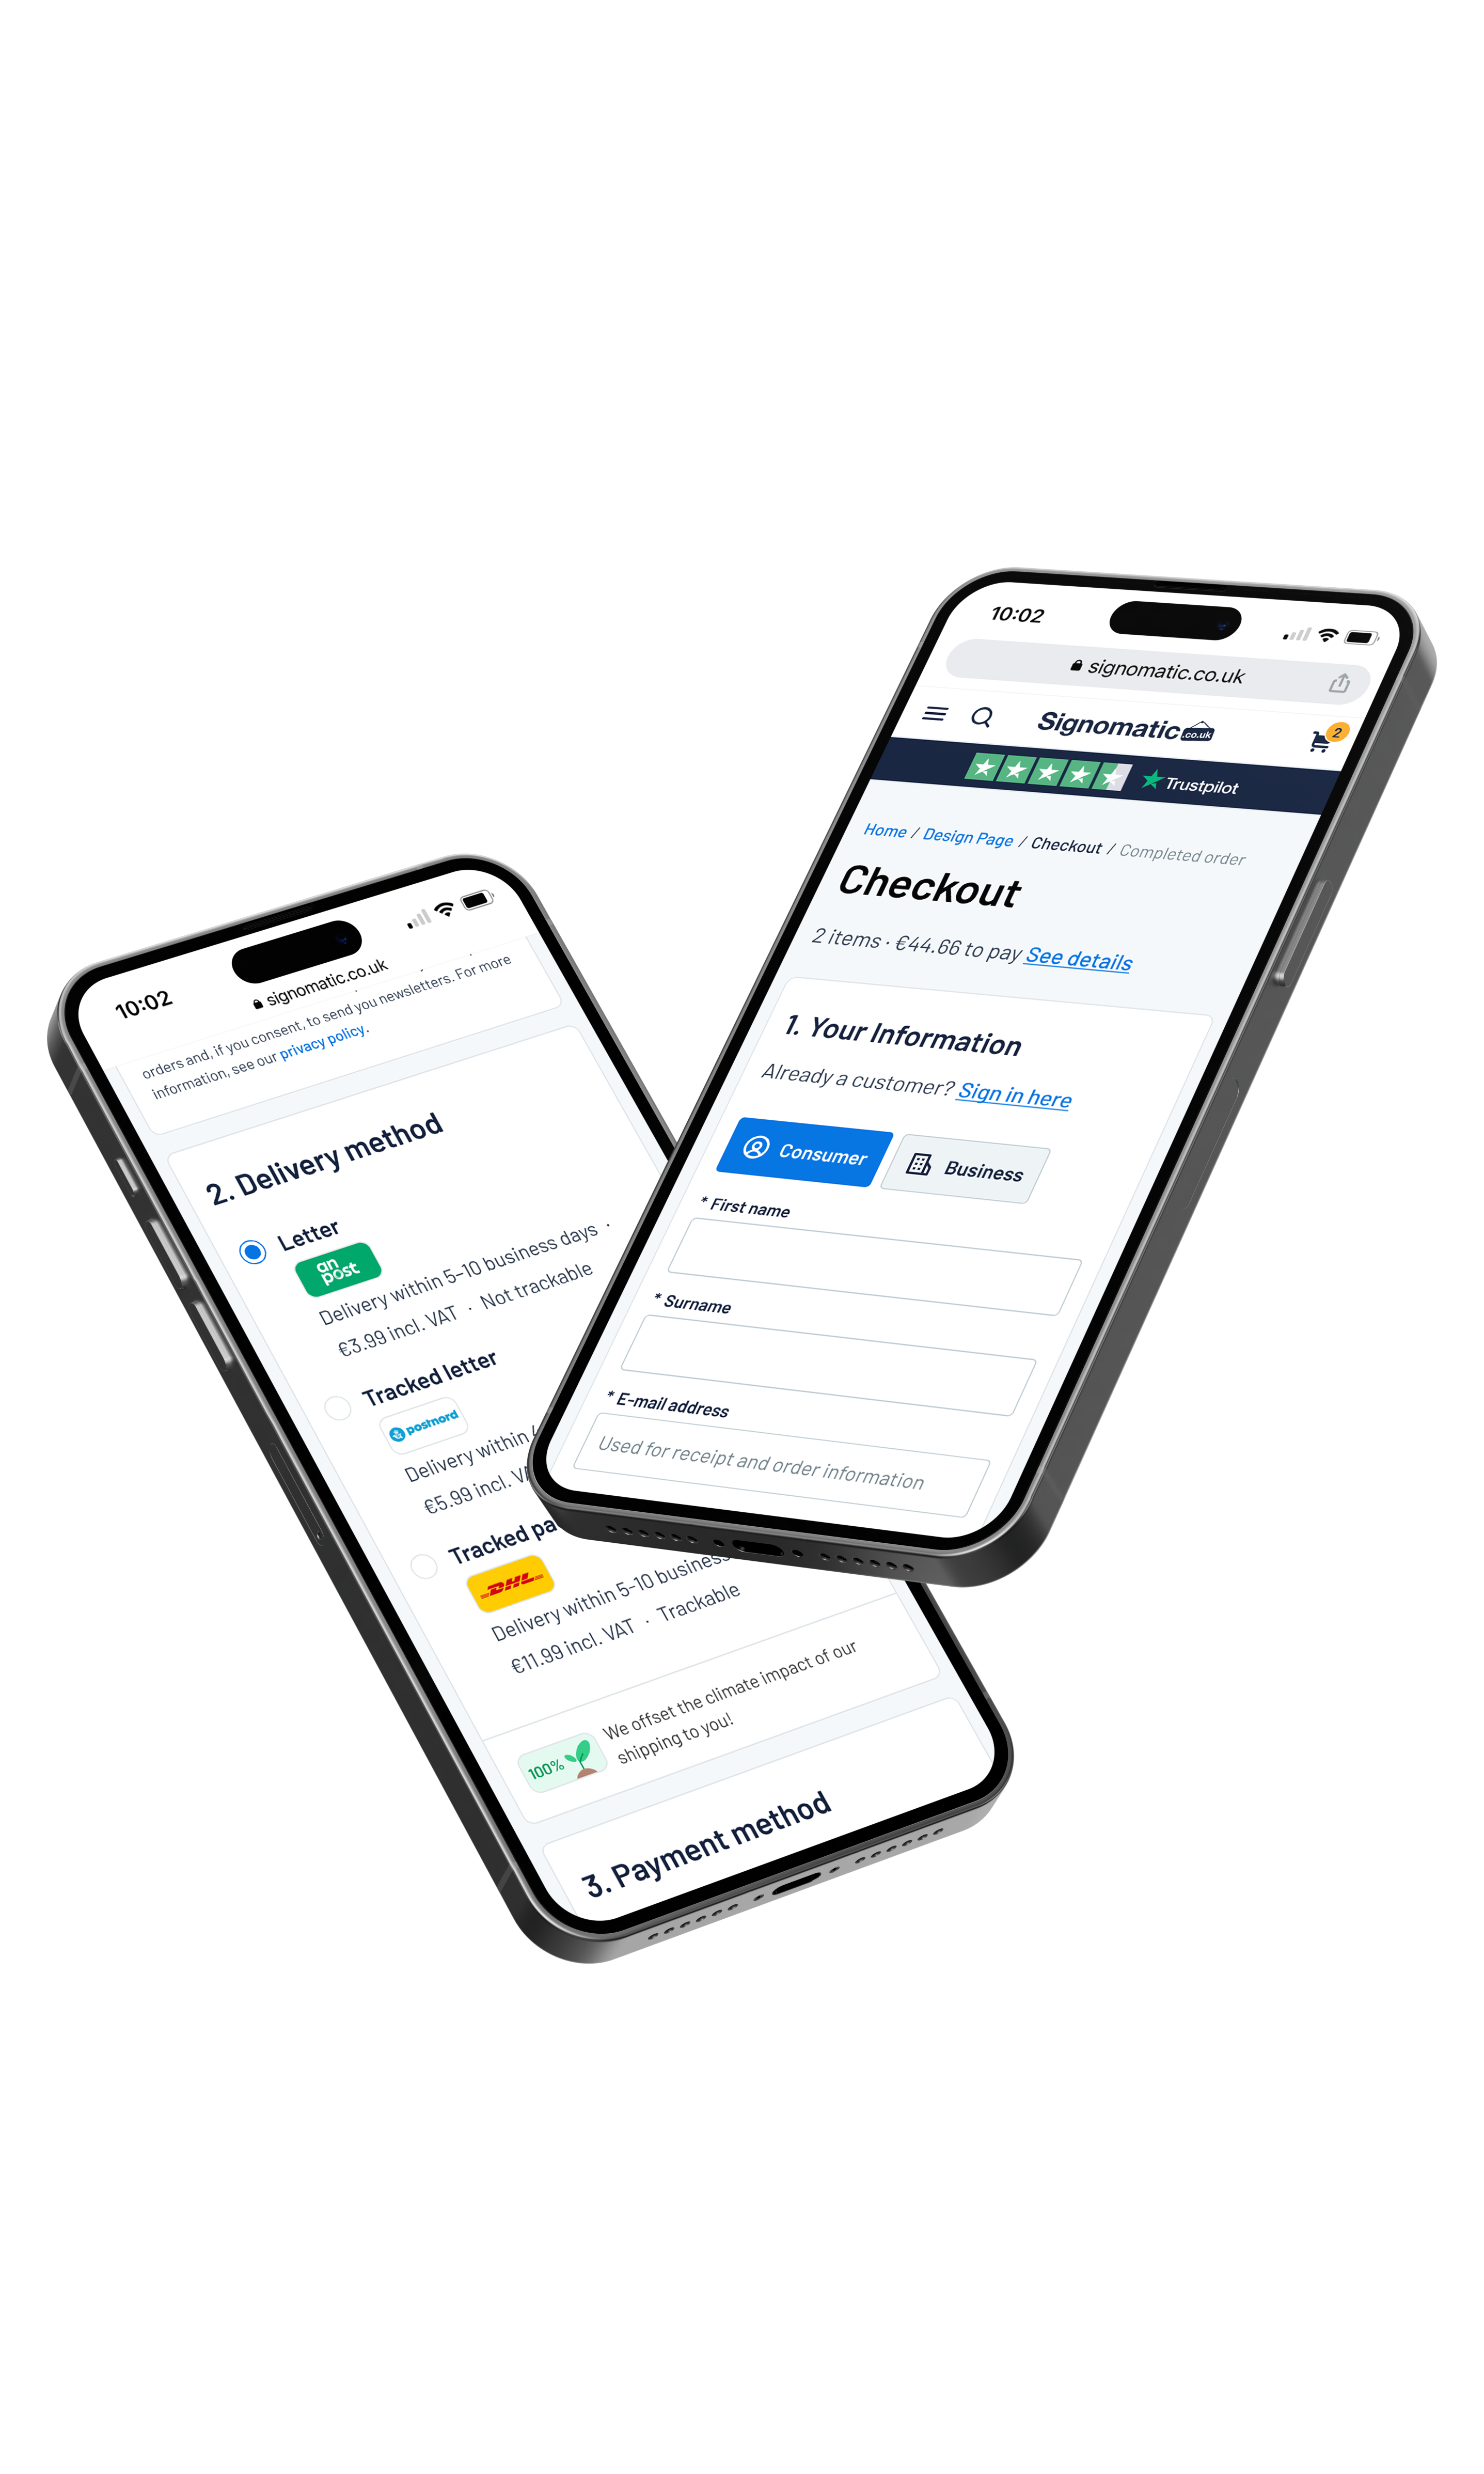 10:02
signomatic.co.uk
orders and, if you consent, to send you newsletters. For more
information, see our privacy policy.
2. Delivery method
Letter
an
post
Delivery within 5–10 business days ·
€3.99 incl. VAT · Not trackable
Tracked letter
postnord
Delivery within
€5.99 incl.
Tracked
DHL
Delivery within 5–10 business
€11.99 incl. VAT · Trackable
100%
We offset the climate impact of our
shipping to you!
3. Payment method
10:02
signomatic.co.uk
Signomatic .co.uk
2
Trustpilot
Home / Design Page / Checkout / Completed order
Checkout
2 items · €44.66 to pay See details
1. Your Information
Already a customer? Sign in here
Consumer
Business
* First name
* Surname
* E-mail address
Used for receipt and order information